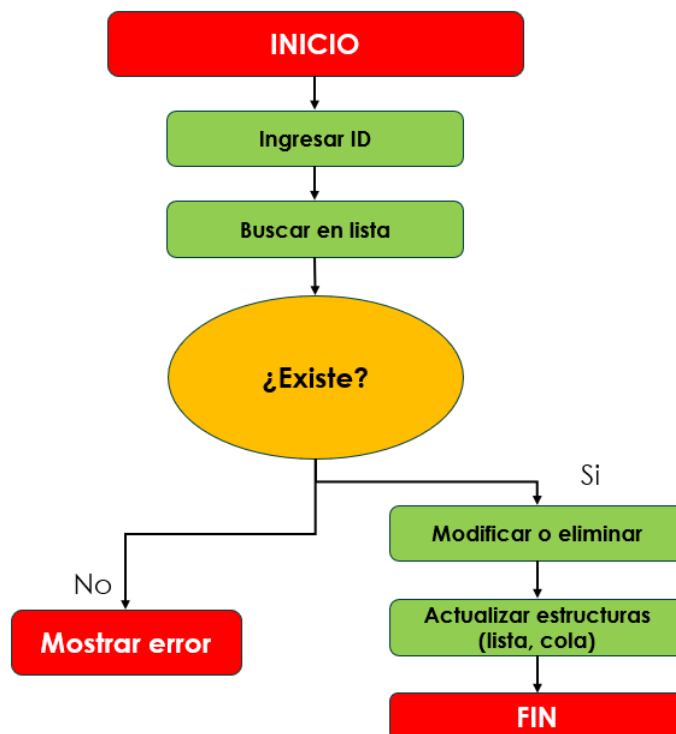 INICIO
Ingresar ID
Buscar en lista
¿Existe?
Si
Modificar o eliminar
No
Mostrar error
Actualizar estructuras
(lista, cola)
FIN